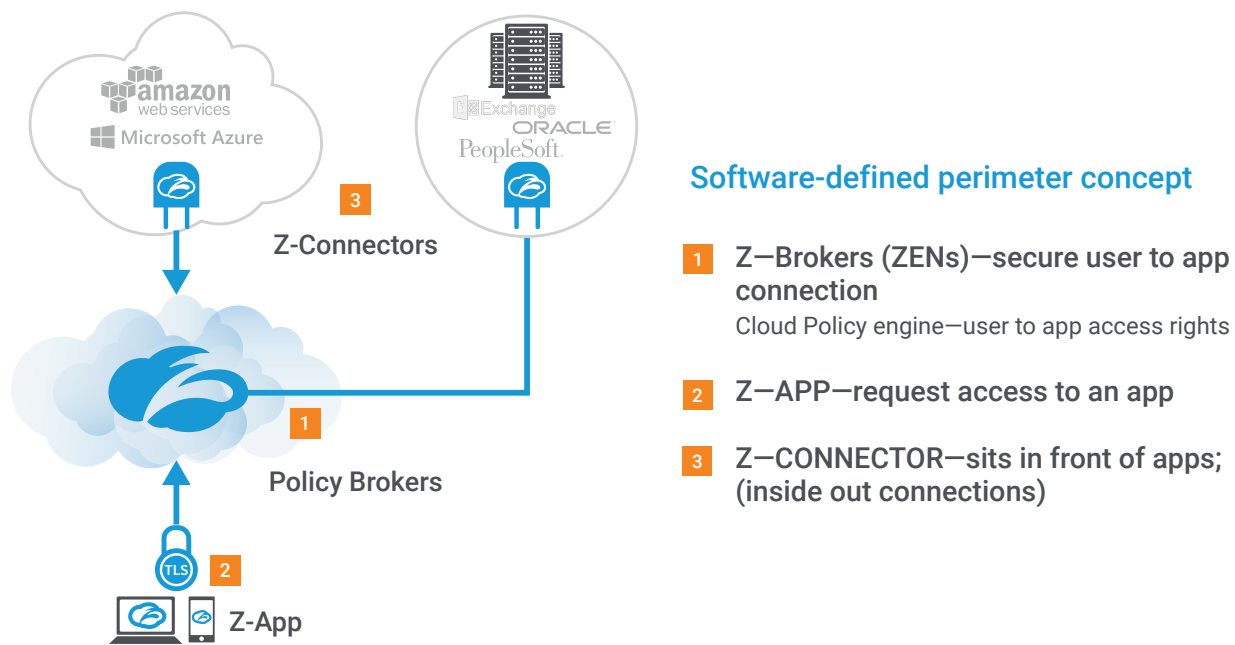 amazon
web services
Microsoft Azure
Exchange
ORACLE
PeopleSoft.
3
Z-Connectors
1
Policy Brokers
TLS
2
Z-App
Software-defined perimeter concept
1
Z—Brokers (ZENs)—secure user to app
connection
Cloud Policy engine—user to app access rights
2
Z—APP—request access to an app
3
Z—CONNECTOR—sits in front of apps;
(inside out connections)